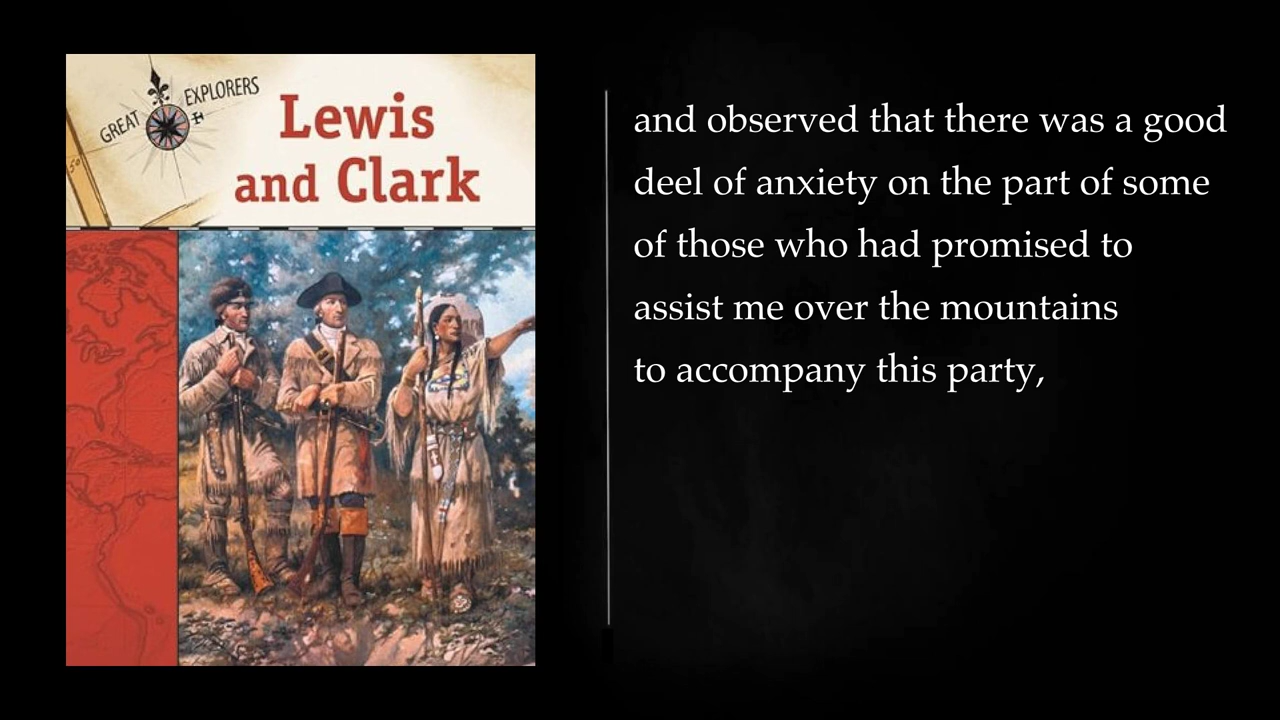 GREAT EXPLORERS
Lewis
and Clark
50
and observed that there was a good
deel of anxiety on the part of some
of those who had promised to
assist me over the mountains
to accompany this party,